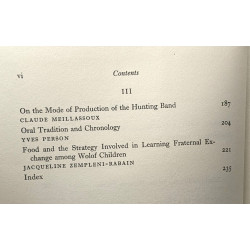 vi
Contents
III
On the Mode of Production of the Hunting Band 187
CLAUDE MEILLASSOUX
Oral Tradition and Chronology 204
YVES PERSON
Food and the Strategy Involved in Learning Fraternal Ex-
change among Wolof Children 221
JACQUELINE ZEMPLENI-RABAIN
Index 233